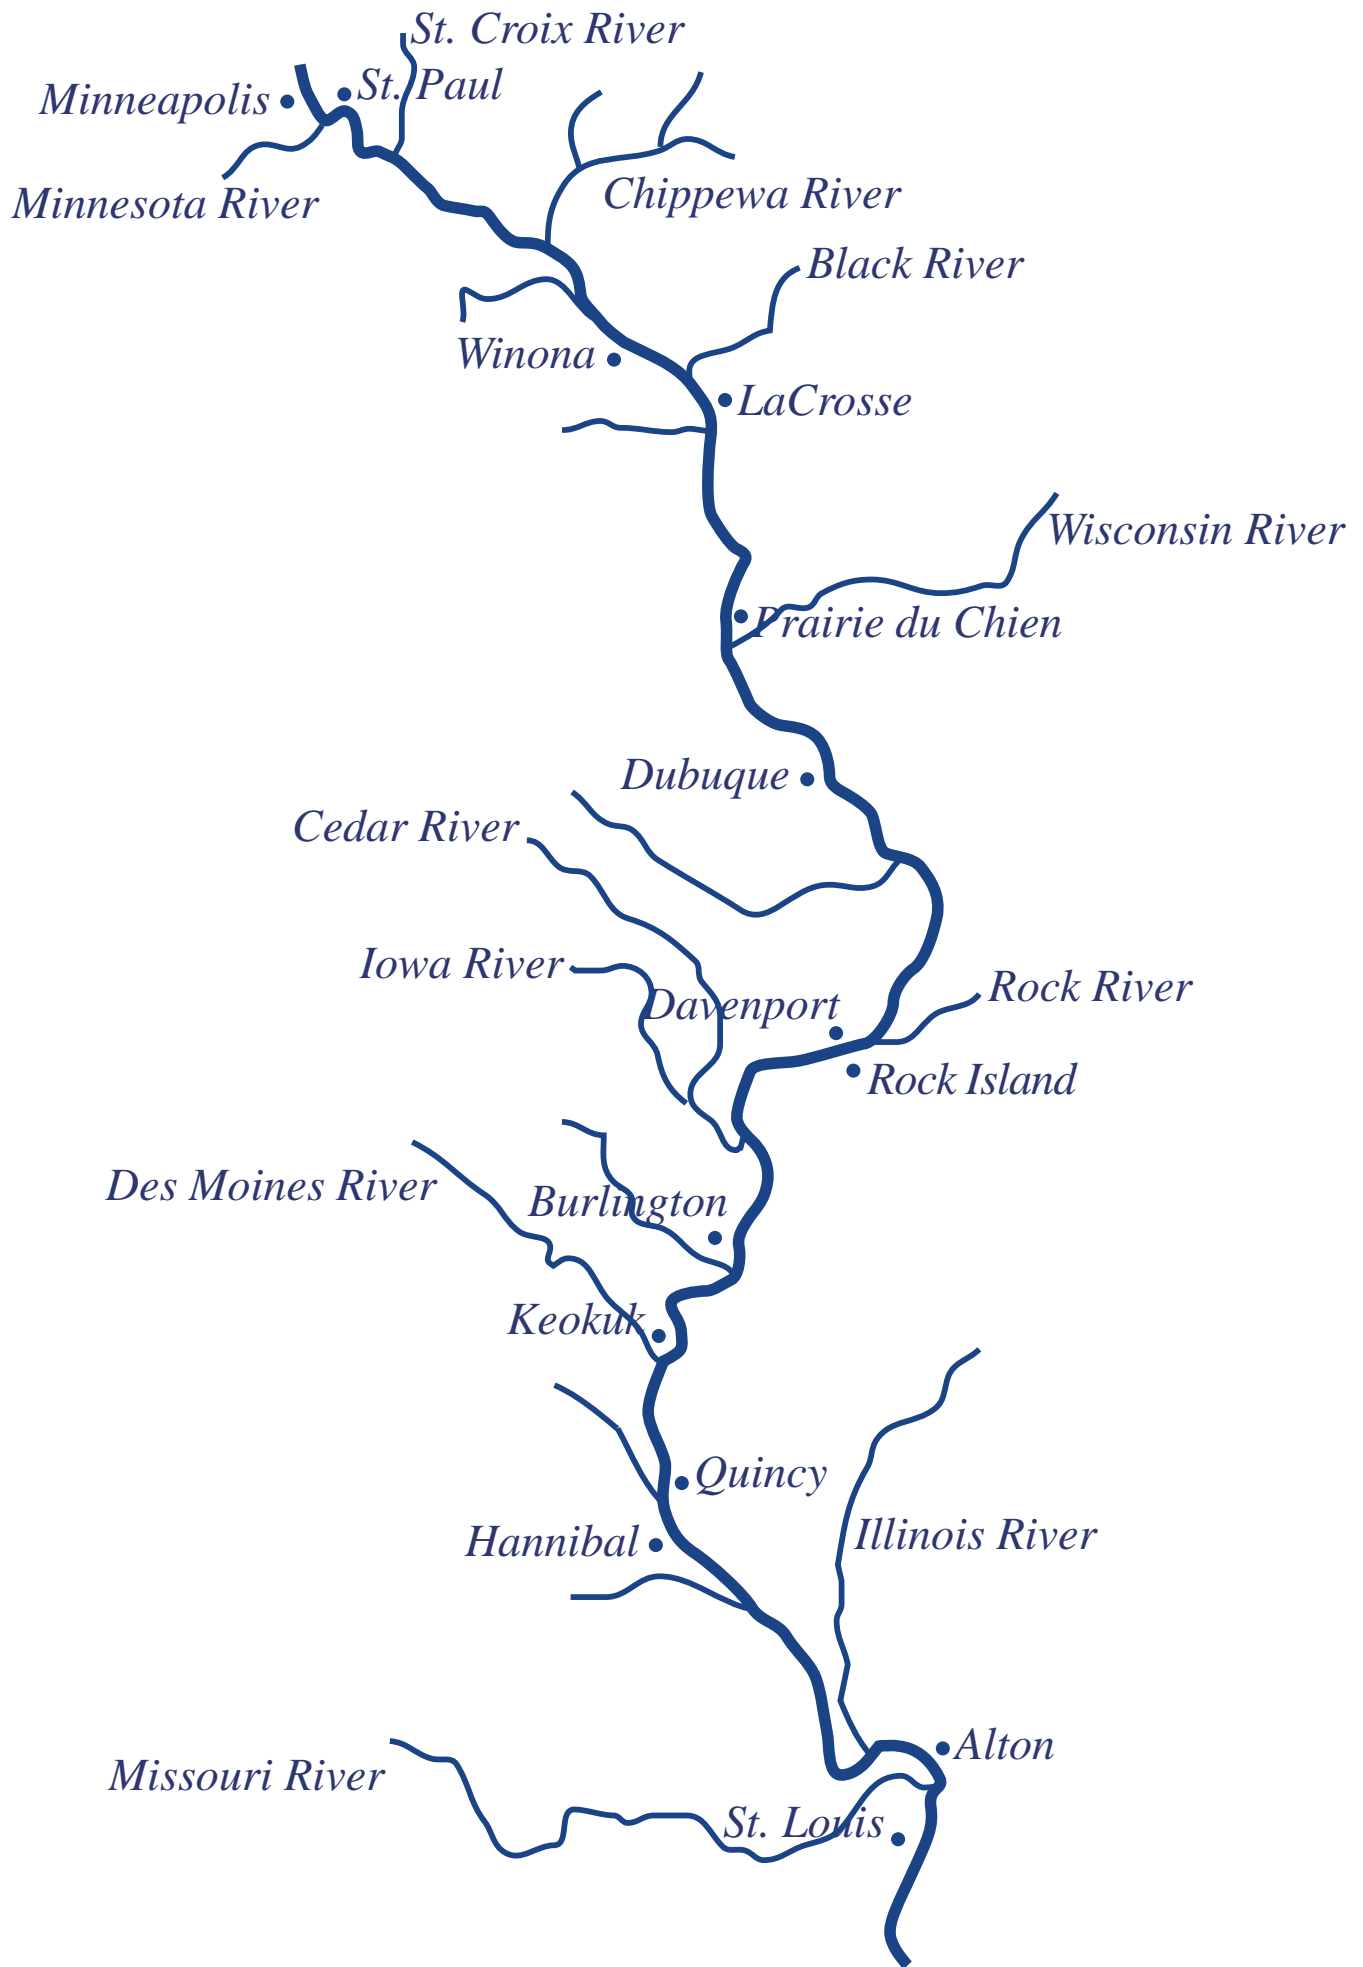 St. Croix River
St. Paul
Minneapolis
Minnesota River
Chippewa River
Black River
Winona
LaCrosse
Wisconsin River
Prairie du Chien
Dubuque
Cedar River
Iowa River
Rock River
Davenport
Rock Island
Des Moines River
Burlington
Keokuk
Quincy
Illinois River
Hannibal
Alton
Missouri River
St. Louis